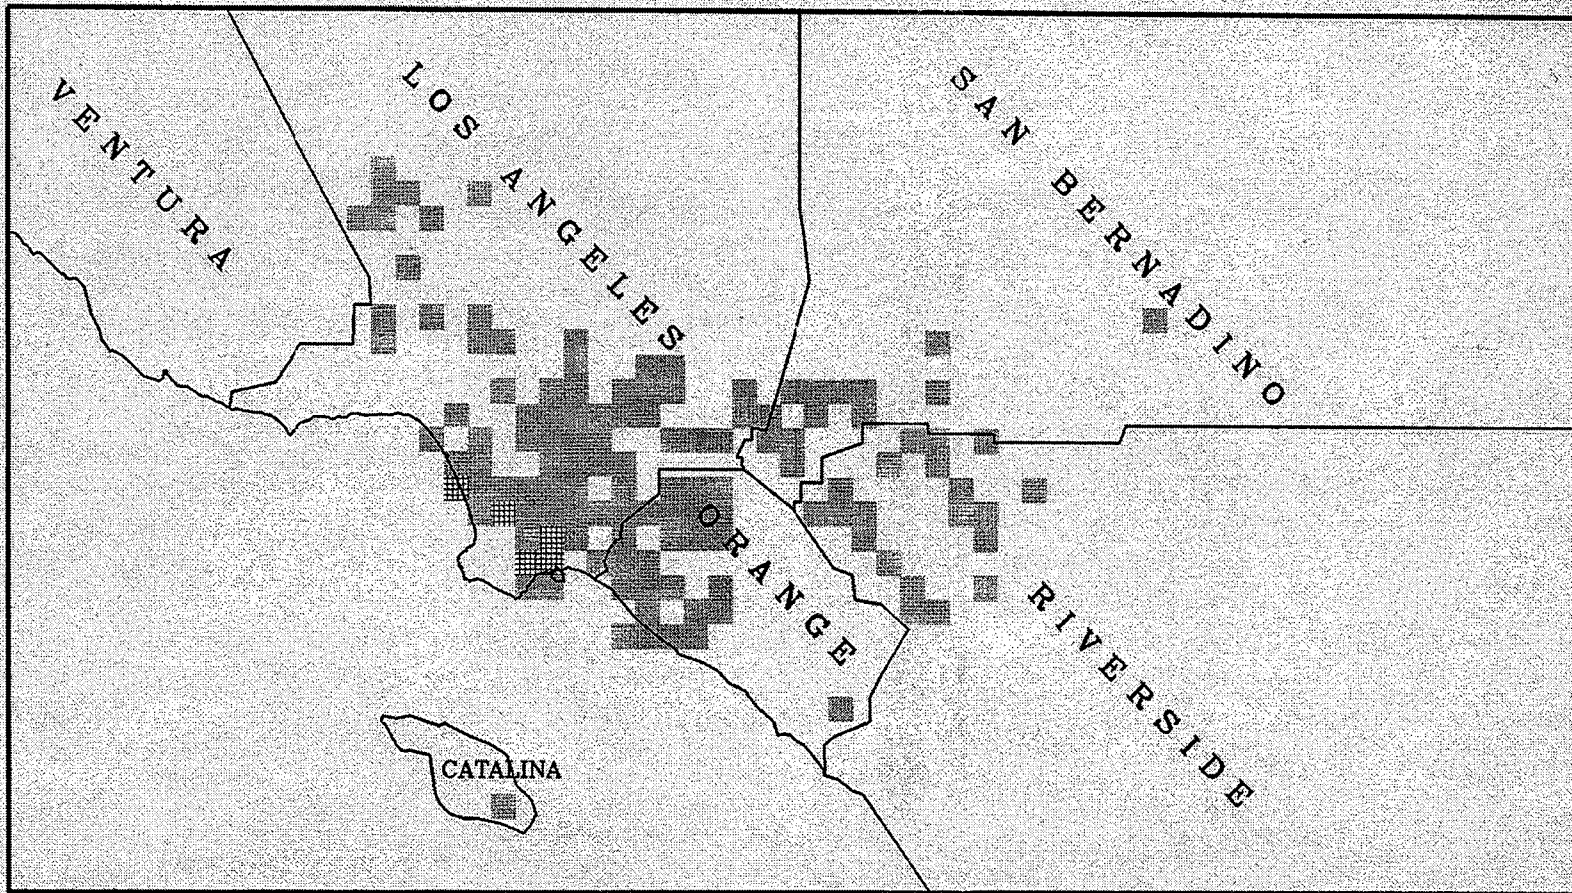 VENTURA
LOS ANGELES
SAN BERNADINO
ORANGE
RIVERSIDE
CATALINA